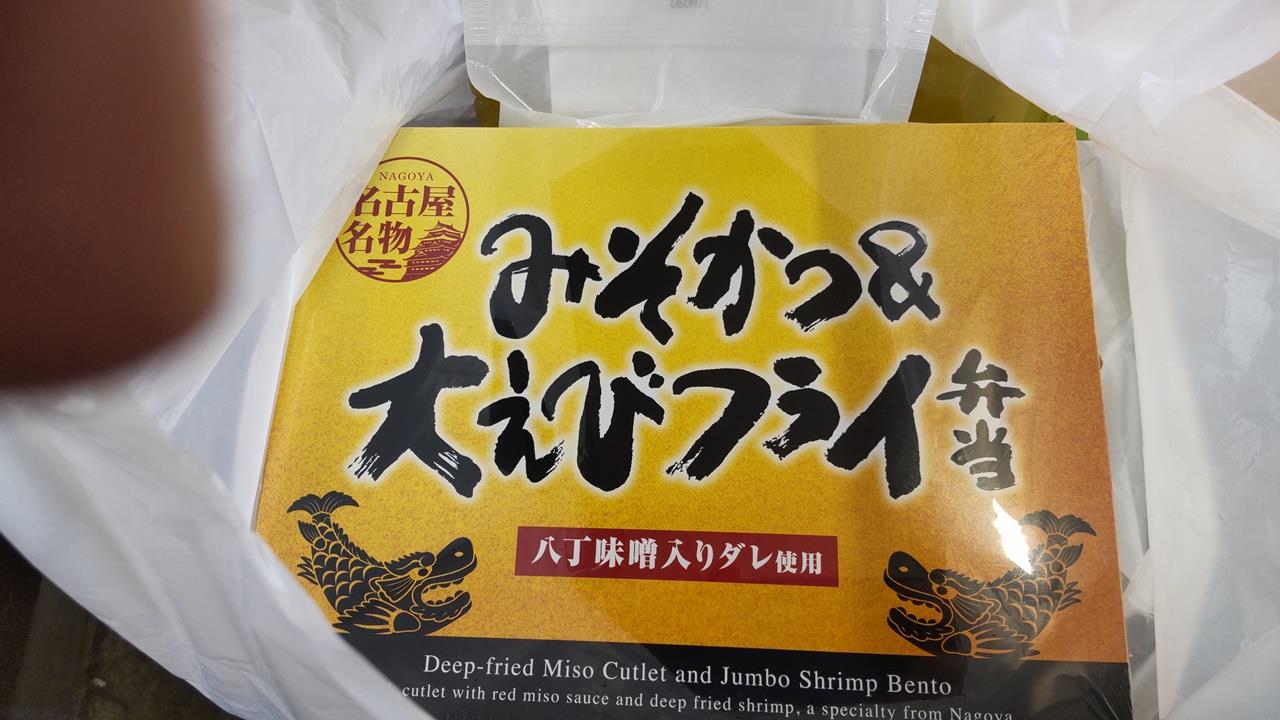 NAGOYA
名古屋
名物
みそかつ&
大えびフライ
弁当
八丁味噌入りダレ使用
Deep-fried Miso Cutlet and Jumbo Shrimp Bento
cutlet with red miso sauce and deep fried shrimp, a specialty from Nagoya